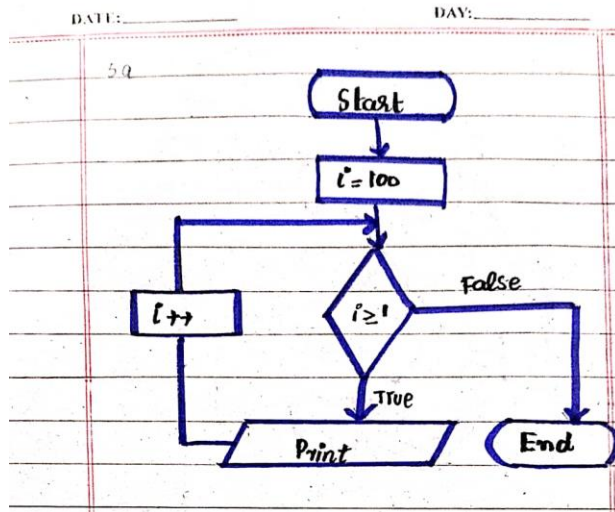 DATE: DAY:
5a
Start
i=100
i≥1
False
i++
True
Print
End